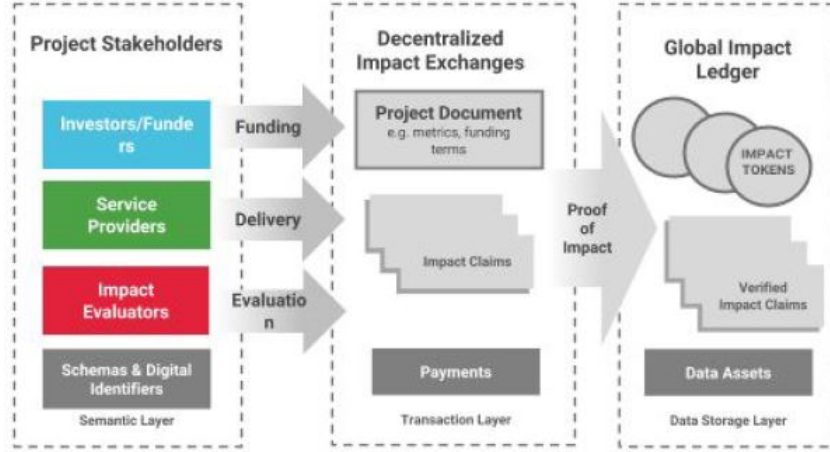 Project Stakeholders
Investors/Funde
rs
Service
Providers
Impact
Evaluators
Schemas & Digital
Identifiers
Semantic Layer
Funding
Delivery
Evaluatio
n
Decentralized
Impact Exchanges
Project Document
e.g. metrics, funding
terms
Impact Claims
Payments
Transaction Layer
Proof
of
Impact
Global Impact
Ledger
IMPACT
TOKENS
Verified
Impact Claims
Data Assets
Data Storage Layer